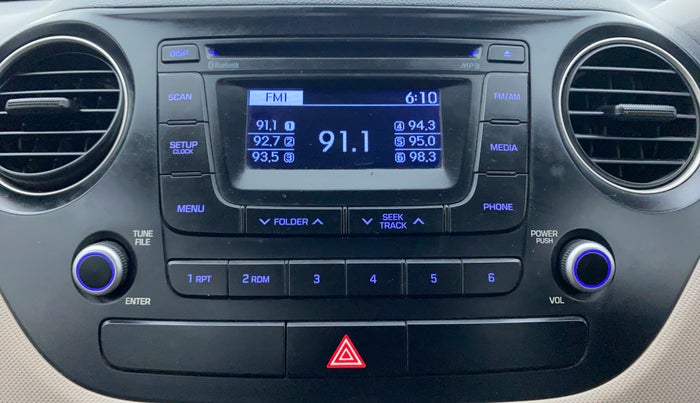 DISP
Bluetooth
MP3
SCAN
FM/AM
FM1 6:10
91.1 1 4 94.3
92.7 2 91.1 5 95.0
93.5 3 6 98.3
SETUP
CLOCK
MEDIA
MENU
FOLDER
SEEK
TRACK
PHONE
TUNE
FILE
POWER
PUSH
1 RPT 2 RDM 3 4 5 6
ENTER
VOL